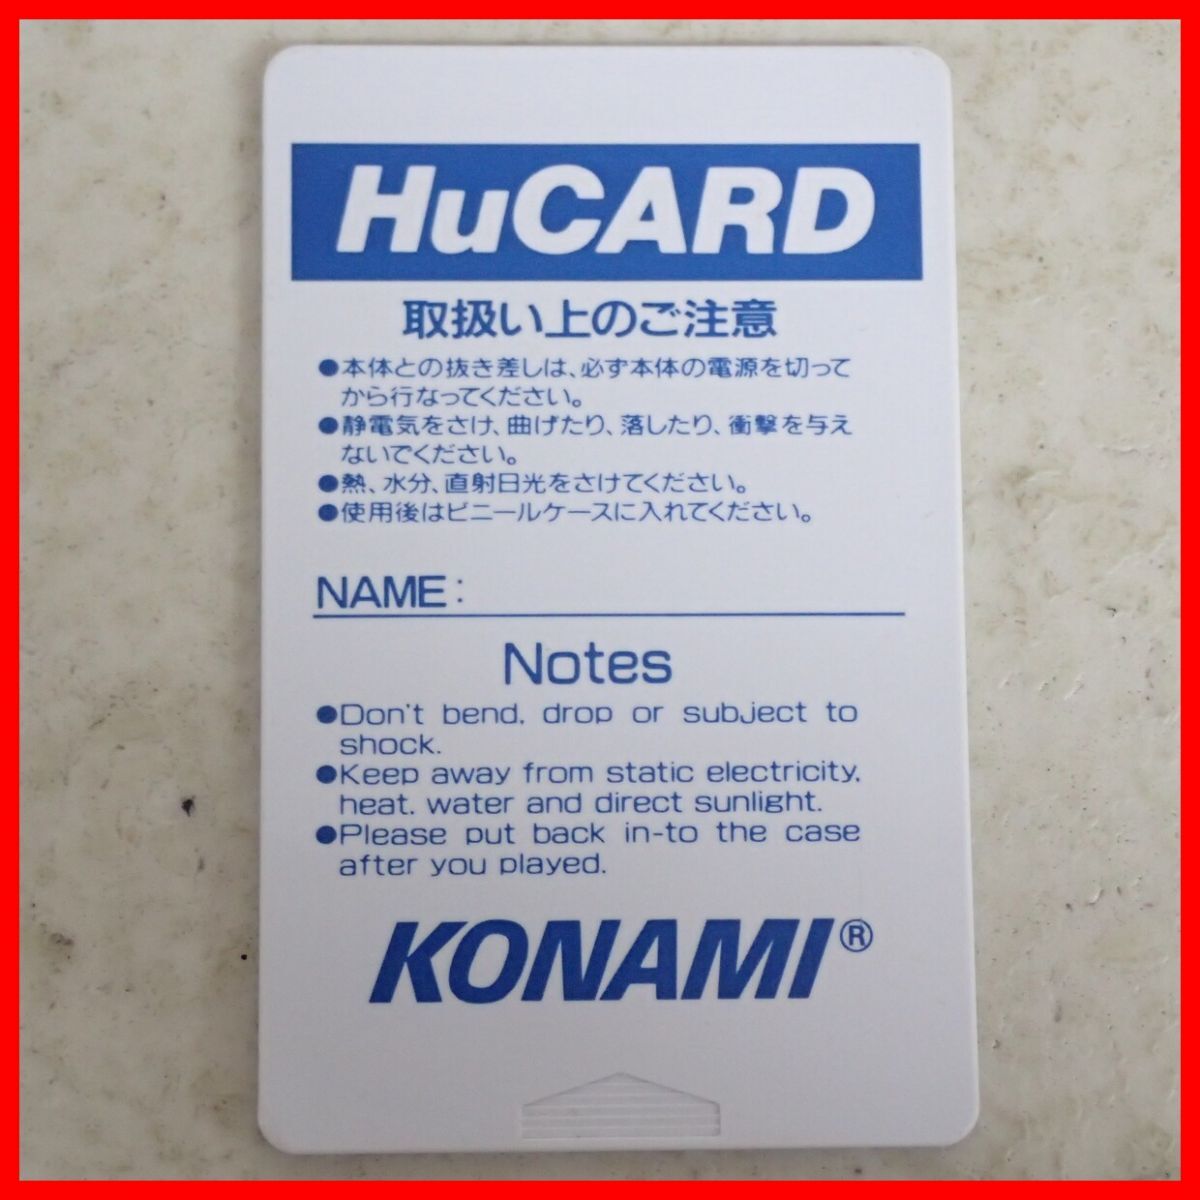 HuCARD
取扱い上のご注意
●本体との抜き差しは、必ず本体の電源を切って
から行なってください。
●静電気をさけ、曲げたり、落したり、衝撃を与え
ないでください。
●熱、水分、直射日光をさけてください。
●使用後はビニールケースに入れてください。
NAME:
Notes
●Don't bend, drop or subject to
shock.
●Keep away from static electricity,
heat, water and direct sunlight.
●Please put back in-to the case
after you played.
KONAMI®